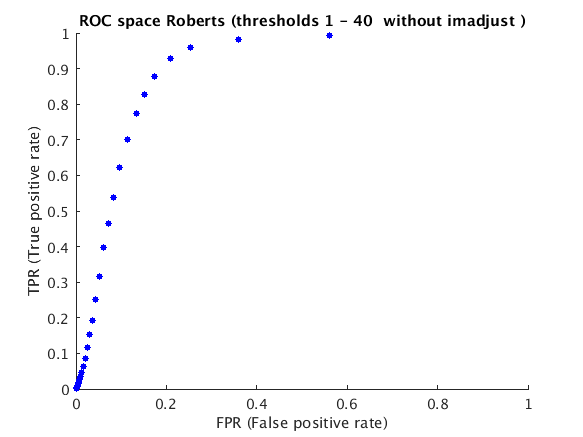 ROC space Roberts (thresholds 1 - 40  without imadjust )
1
0.9
0.8
0.7
0.6
0.5
0.4
0.3
0.2
0.1
0
TPR (True positive rate)
0 0.2 0.4 0.6 0.8 1
FPR (False positive rate)